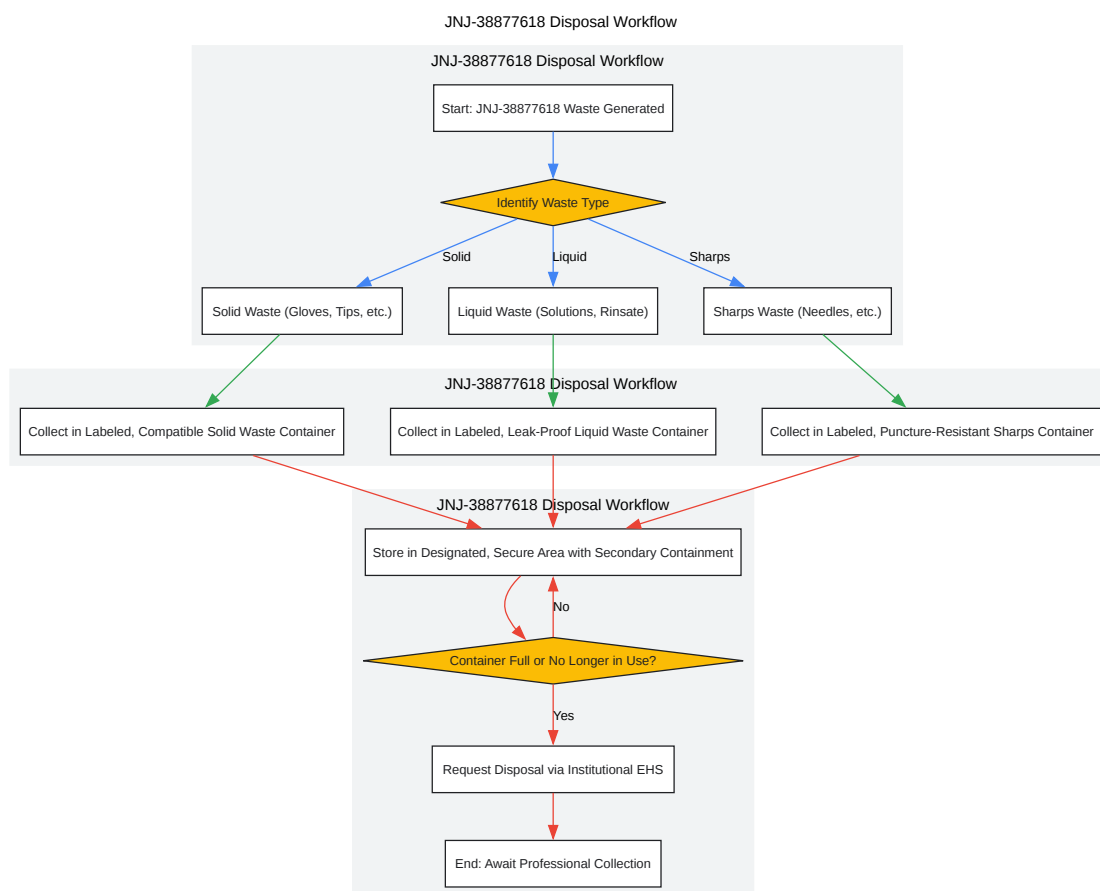 JNJ-38877618 Disposal Workflow
JNJ-38877618 Disposal Workflow
Start: JNJ-38877618 Waste Generated
Identify Waste Type
Solid
Liquid
Sharps
Solid Waste (Gloves, Tips, etc.)
Liquid Waste (Solutions, Rinsate)
Sharps Waste (Needles, etc.)
JNJ-38877618 Disposal Workflow
Collect in Labeled, Compatible Solid Waste Container
Collect in Labeled, Leak-Proof Liquid Waste Container
Collect in Labeled, Puncture-Resistant Sharps Container
JNJ-38877618 Disposal Workflow
Store in Designated, Secure Area with Secondary Containment
No
Container Full or No Longer in Use?
Yes
Request Disposal via Institutional EHS
End: Await Professional Collection